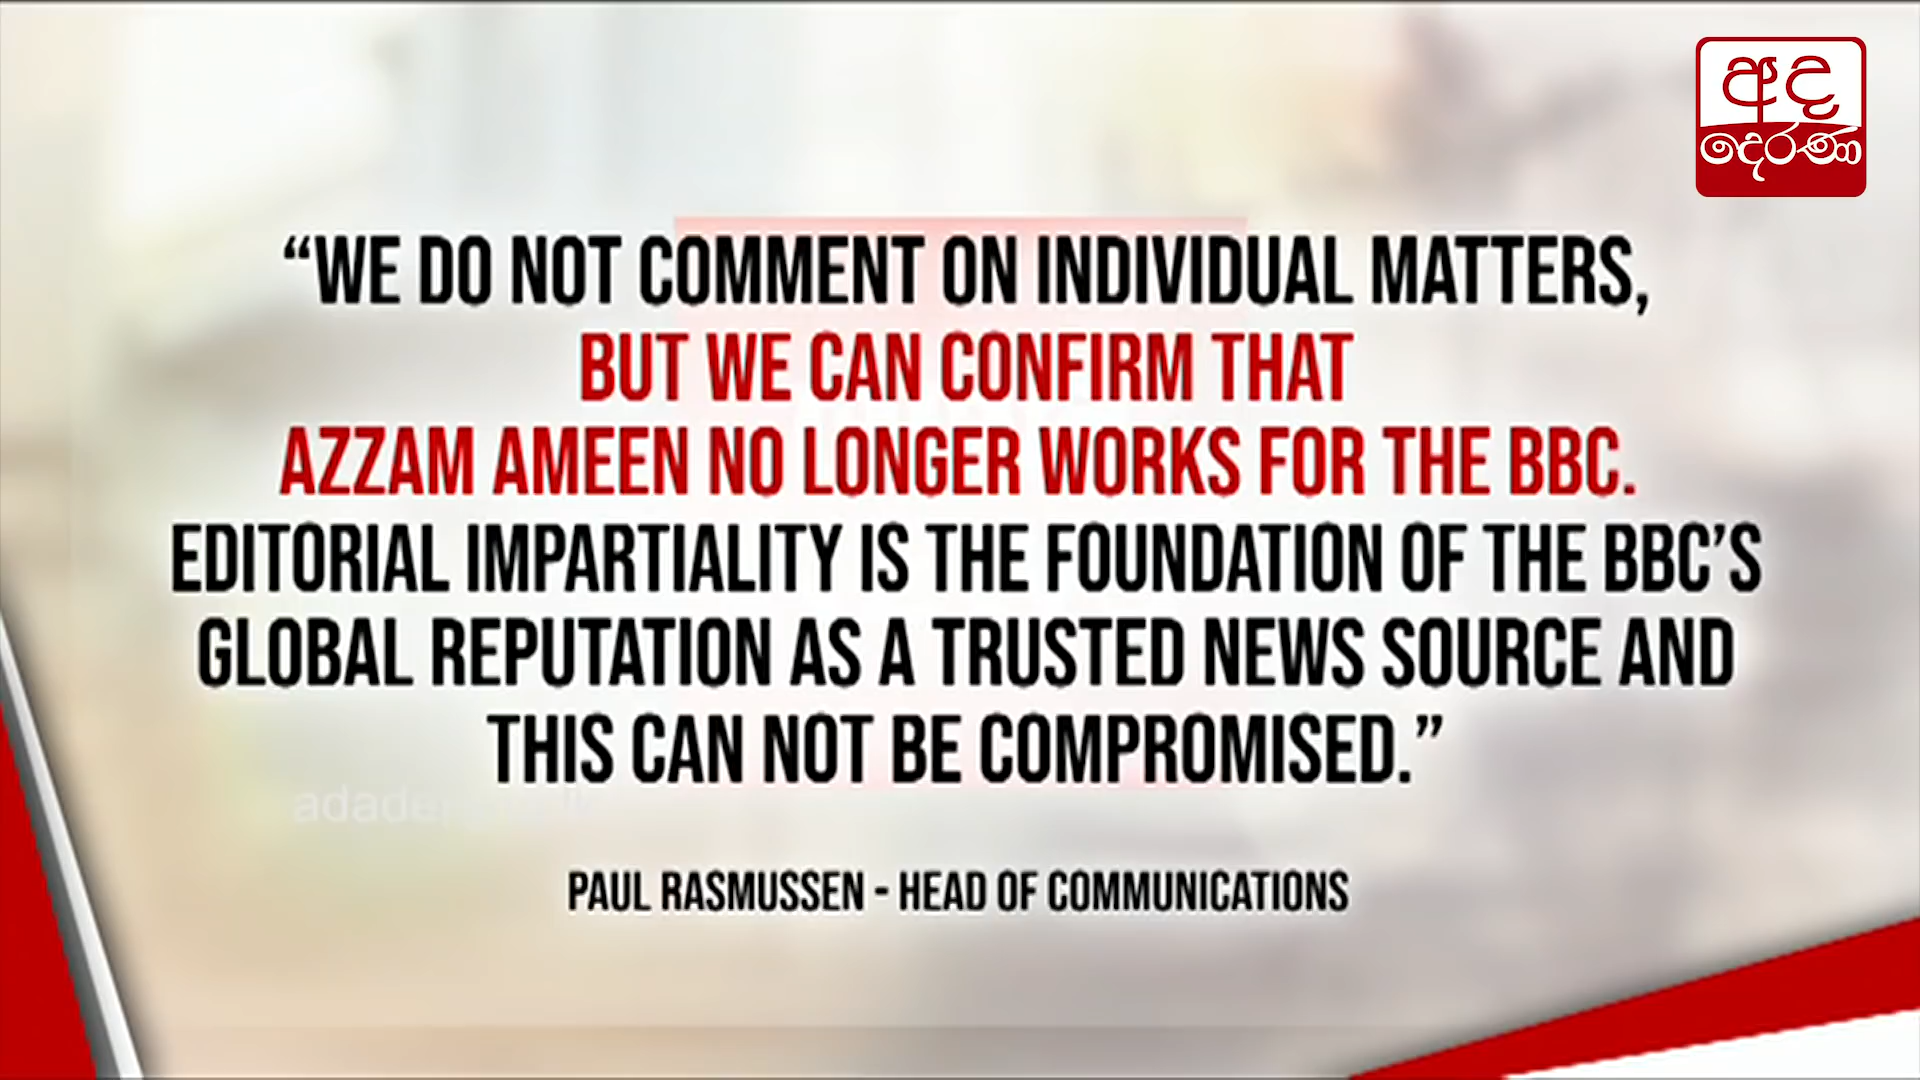 අද
දෙරණ
“WE DO NOT COMMENT ON INDIVIDUAL MATTERS,
BUT WE CAN CONFIRM THAT
AZZAM AMEEN NO LONGER WORKS FOR THE BBC.
EDITORIAL IMPARTIALITY IS THE FOUNDATION OF THE BBC’S
GLOBAL REPUTATION AS A TRUSTED NEWS SOURCE AND
THIS CAN NOT BE COMPROMISED.”
PAUL RASMUSSEN - HEAD OF COMMUNICATIONS